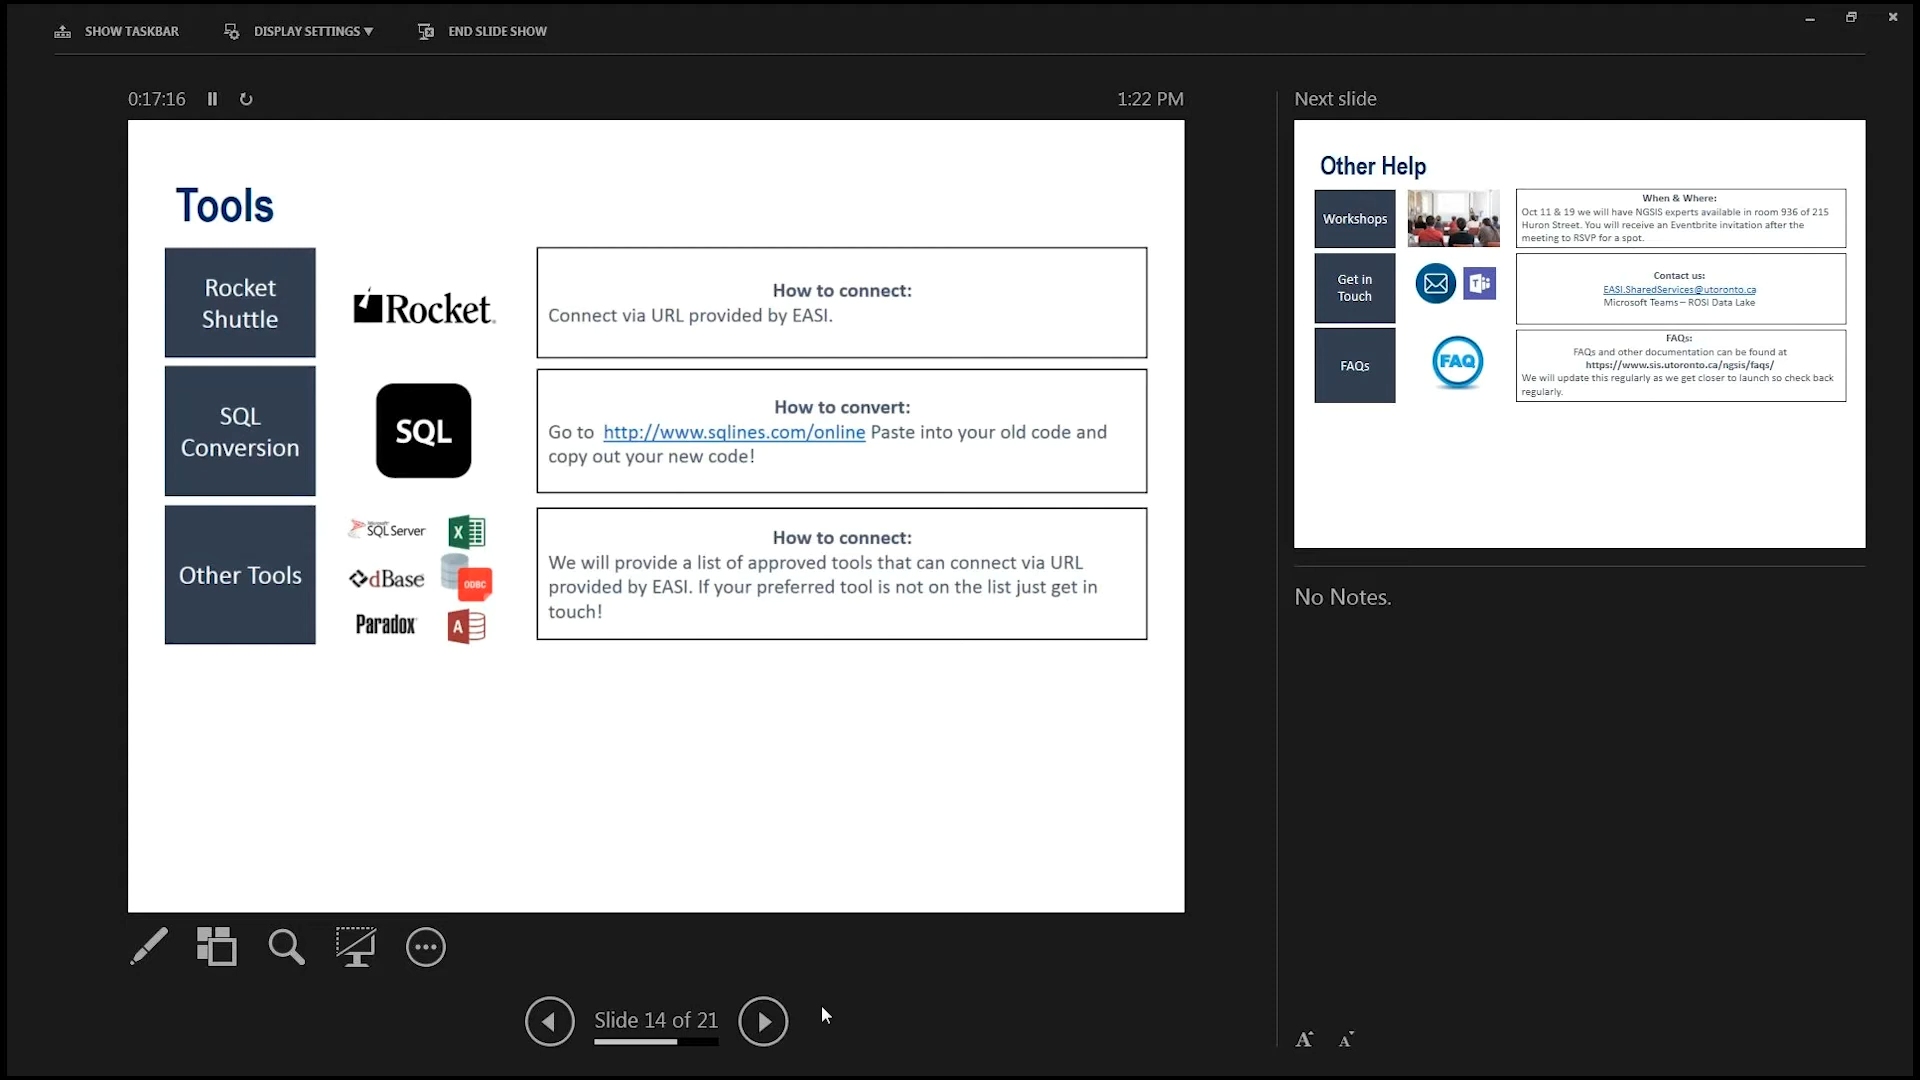 SHOW TASKBAR
DISPLAY SETTINGS ▼
END SLIDE SHOW
0:17:16
1:22 PM
Tools
Rocket
Shuttle
Rocket.
How to connect:
Connect via URL provided by EASI.
SQL
Conversion
SQL
How to convert:
Go to http://www.sqlines.com/online Paste into your old code and
copy out your new code!
Other Tools
Microsoft
SQL Server
X
dBase
ODBC
Paradox
A
How to connect:
We will provide a list of approved tools that can connect via URL
provided by EASI. If your preferred tool is not on the list just get in
touch!
Slide 14 of 21
Next slide
Other Help
Workshops
When & Where:
Oct 11 & 19 we will have NGSIS experts available in room 936 of 215
Huron Street. You will receive an Eventbrite invitation after the
meeting to RSVP for a spot.
Get in
Touch
Contact us:
EASI.SharedServices@utoronto.ca
Microsoft Teams – ROSI Data Lake
FAQs
FAQ
FAQs:
FAQs and other documentation can be found at
https://www.sis.utoronto.ca/ngsis/faqs/
We will update this regularly as we get closer to launch so check back
regularly.
No Notes.
A A